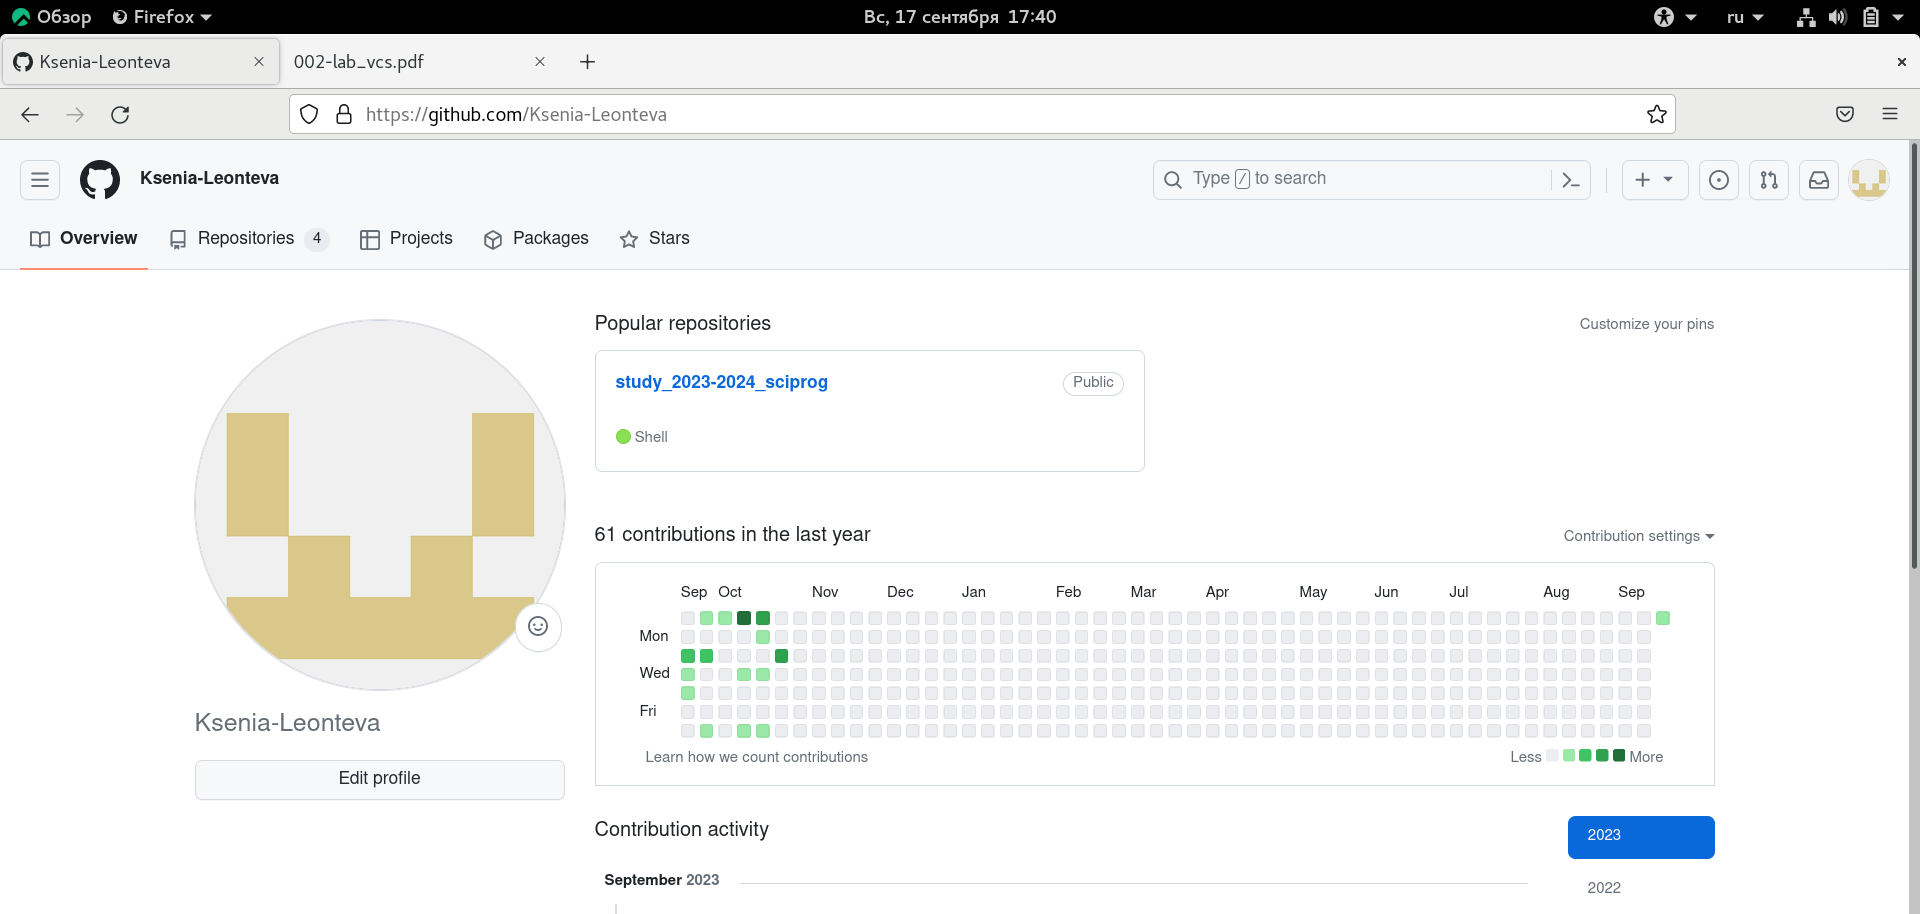 Обзор Firefox Вс, 17 сентября 17:40 ru
Ksenia-Leonteva 002-lab_vcs.pdf
https://github.com/Ksenia-Leonteva
Ksenia-Leonteva Type / to search
Overview Repositories 4 Projects Packages Stars
Popular repositories Customize your pins
study_2023-2024_sciprog Public
Shell
61 contributions in the last year Contribution settings
Sep Oct Nov Dec Jan Feb Mar Apr May Jun Jul Aug Sep
Mon
Wed
Fri
Learn how we count contributions Less More
Ksenia-Leonteva
Edit profile
Contribution activity 2023
September 2023
2022